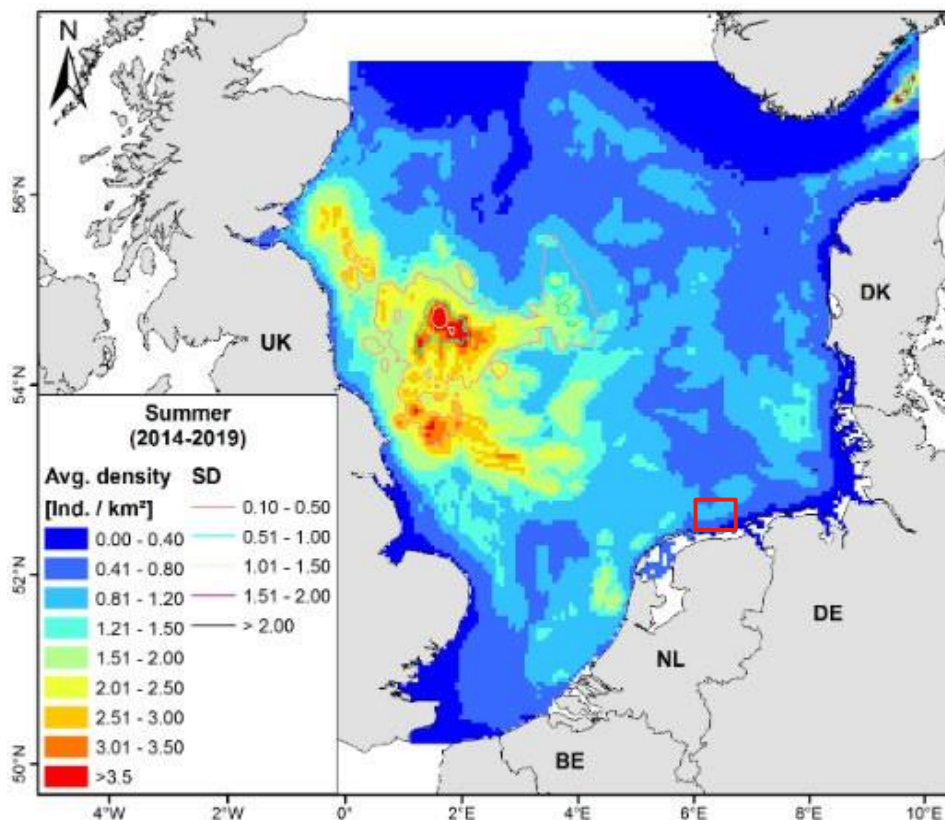 N
56°N
54°N
52°N
50°N
UK
DK
DE
NL
BE
Summer
(2014-2019)
Avg. density
[Ind. / km²]
0.00 - 0.40
0.41 - 0.80
0.81 - 1.20
1.21 - 1.50
1.51 - 2.00
2.01 - 2.50
2.51 - 3.00
3.01 - 3.50
>3.5
SD
0.10 - 0.50
0.51 - 1.00
1.01 - 1.50
1.51 - 2.00
> 2.00
4°W
2°W
0°
2°E
4°E
6°E
8°E
10°E